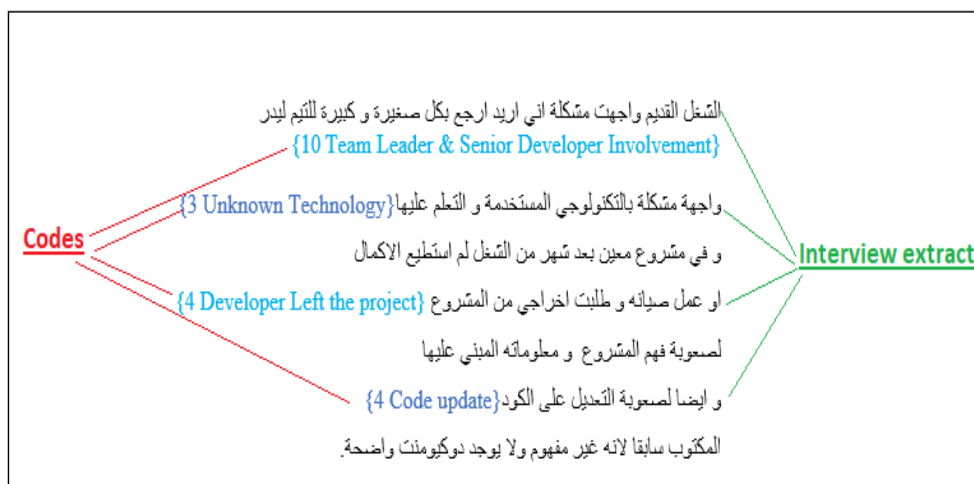 الشغل القديم واجهت مشكلة اني اريد ارجع بكل صغيرة و كبيرة للتيم ليدر
{10 Team Leader & Senior Developer Involvement}
واجهة مشكلة بالتكنولوجي المستخدمة و التعلم عليها{3 Unknown Technology}
Codes
Interview extract
و في مشروع معين بعد شهر من الشغل لم استطيع الاكمال
او عمل صيانه و طلبت اخراجي من المشروع {4 Developer Left the project}
لصعوبة فهم المشروع و معلوماته المبني عليها
و ايضا لصعوبة التعديل على الكود{4 Code update}
المكتوب سابقا لانه غير مفهوم ولا يوجد دوكيومنت واضحة.